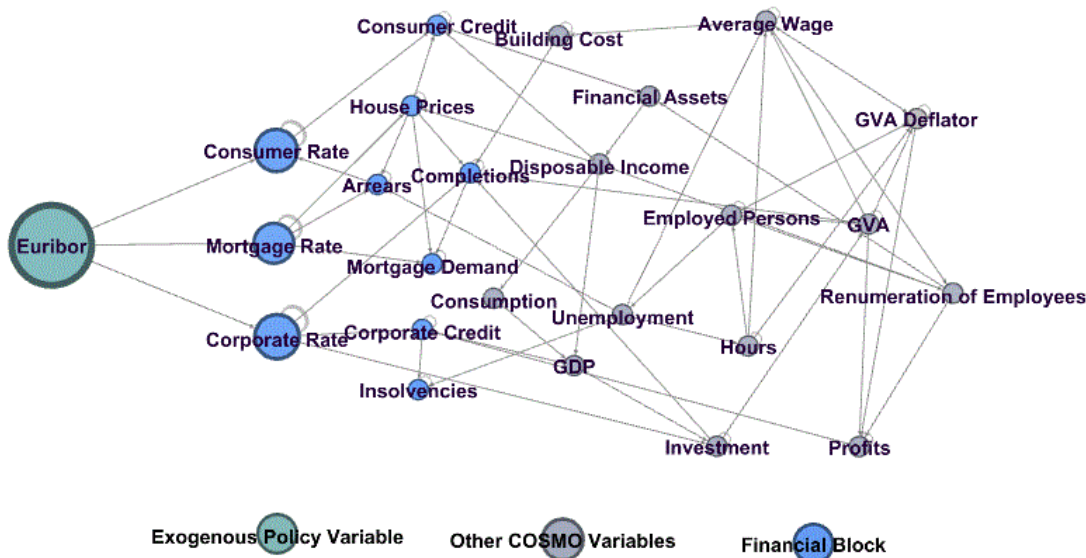 Consumer Credit
Building Cost
Average Wage
House Prices
Financial Assets
GVA Deflator
Consumer Rate
Arrears
Completions
Disposable Income
Employed Persons
GVA
Euribor
Mortgage Rate
Mortgage Demand
Consumption
Unemployment
Renumeration of Employees
Corporate Rate
Corporate Credit
GDP
Hours
Insolvencies
Investment
Profits
Exogenous Policy Variable
Other COSMO Variables
Financial Block